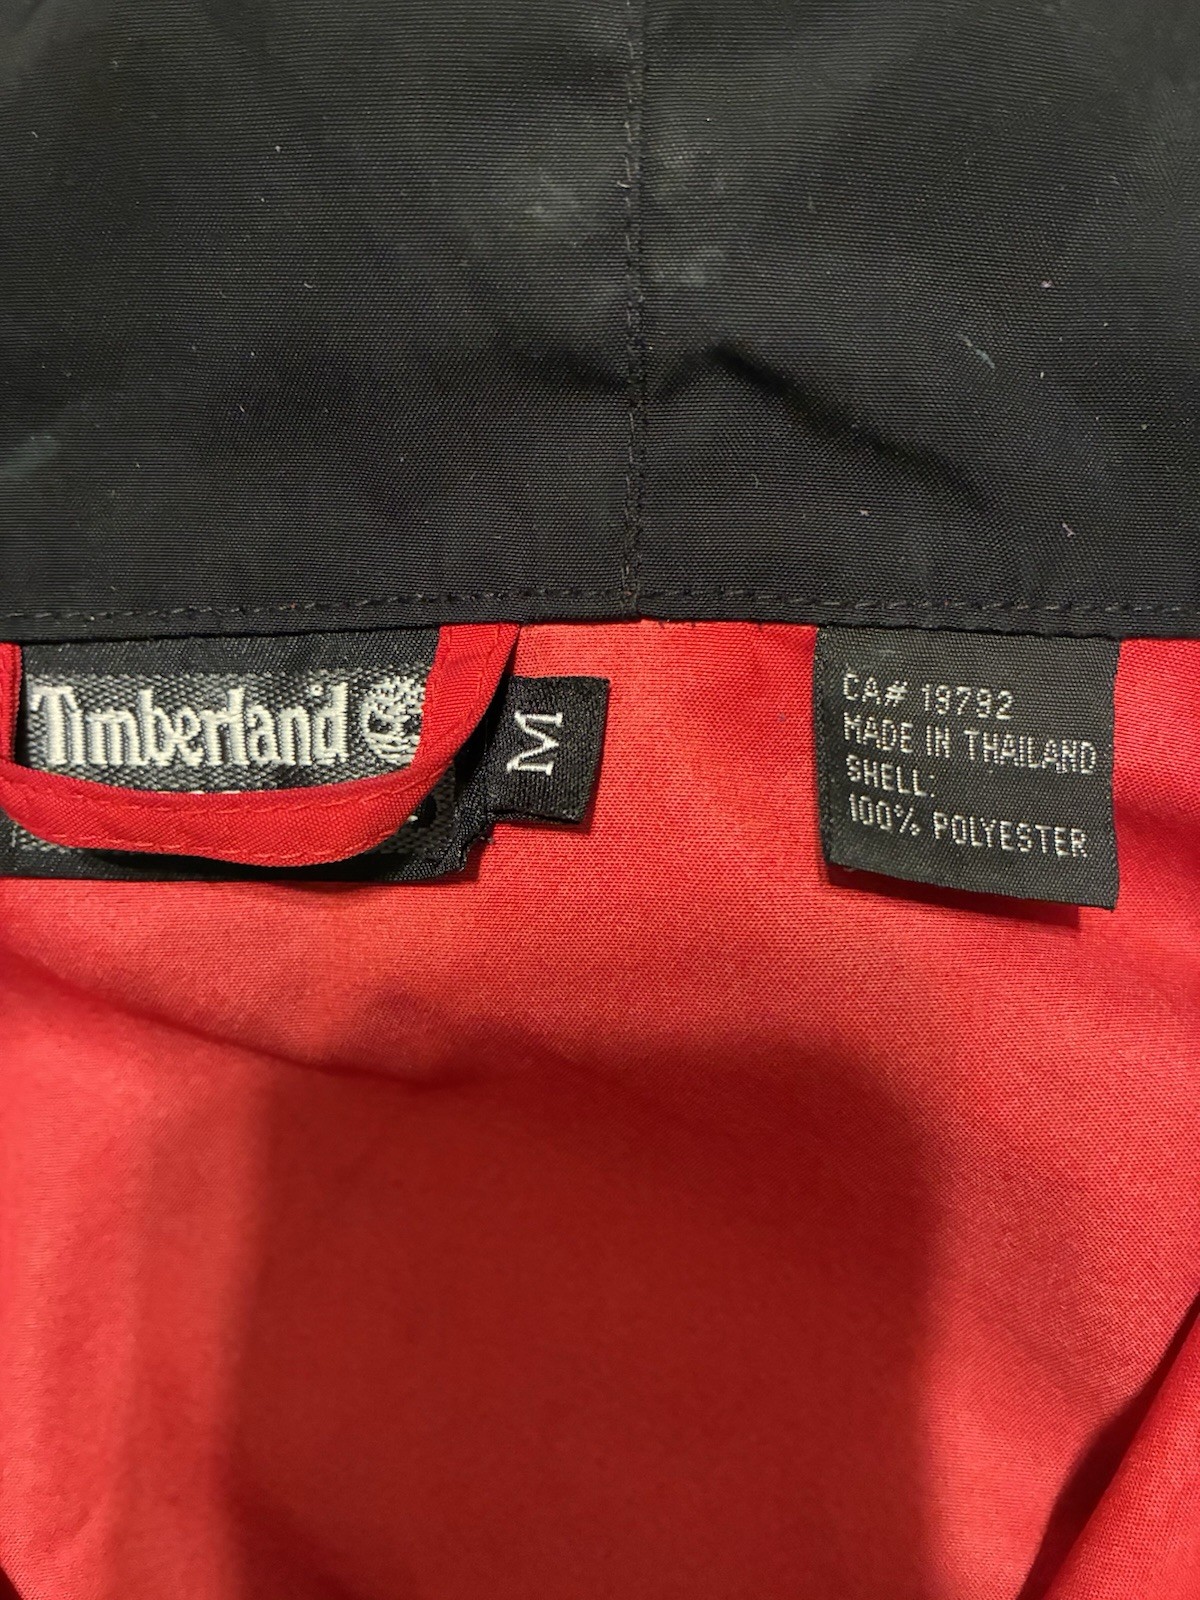 Timberland
M
CA# 19792
MADE IN THAILAND
SHELL:
100% POLYESTER